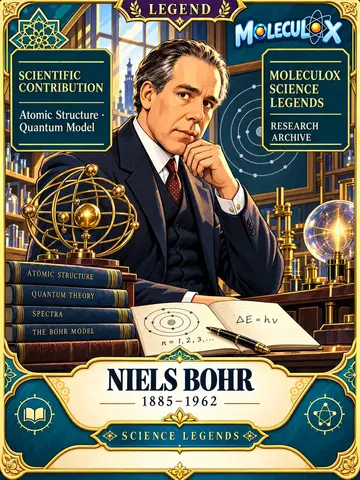 LEGEND
MOLECULOX
SCIENTIFIC
CONTRIBUTION
Atomic Structure ·
Quantum Model
MOLECULOX
SCIENCE
LEGENDS
RESEARCH
ARCHIVE
ATOMIC STRUCTURE
QUANTUM THEORY
SPECTRA
THE BOHR MODEL
n = 1, 2, 3, ...
ΔE = hν
NIELS BOHR
1885–1962
SCIENCE LEGENDS